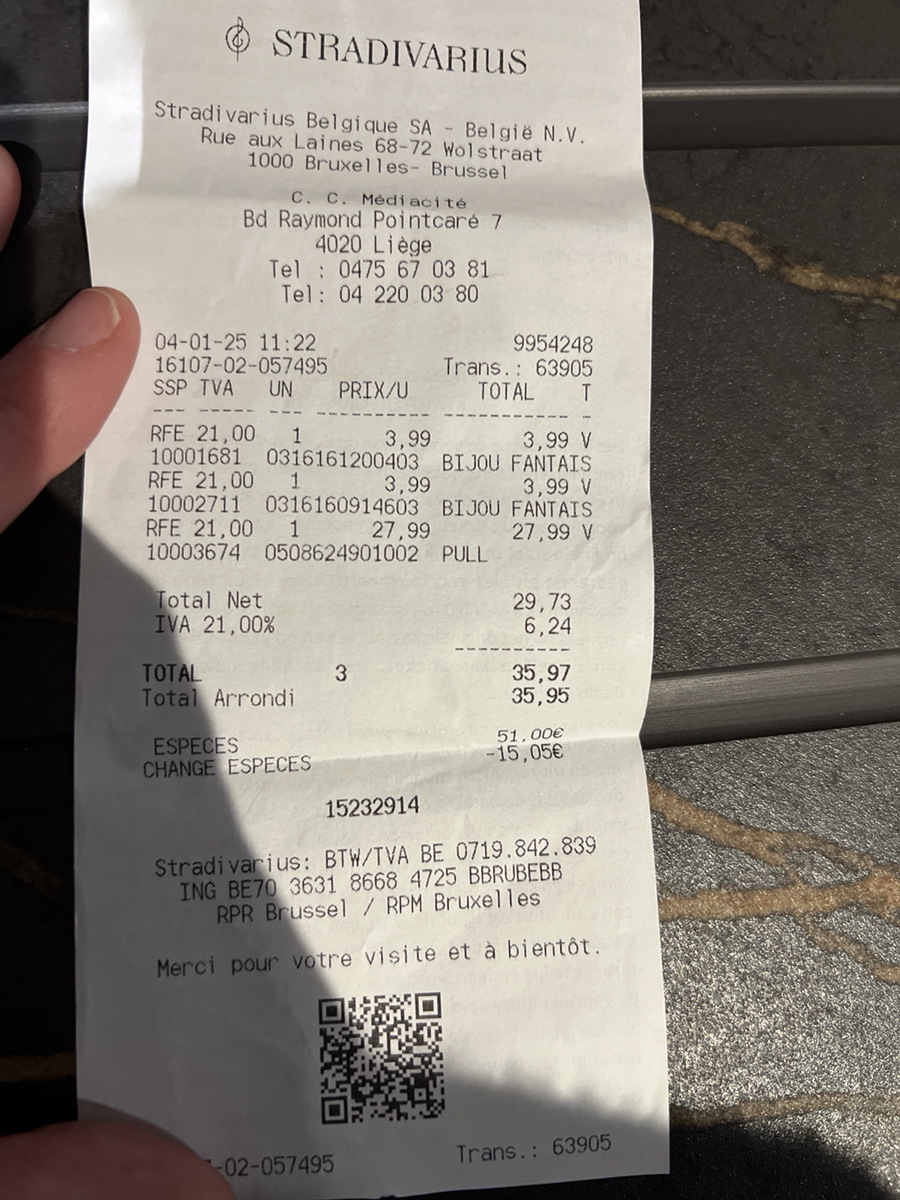 STRADIVARIUS
Stradivarius Belgique SA - België N.V.
Rue aux Laines 68-72 Wolstraat
1000 Bruxelles- Brussel
C. C. Médiacité
Bd Raymond Pointcaré 7
4020 Liège
Tel : 0475 67 03 81
Tel: 04 220 03 80
04-01-25 11:22 9954248
16107-02-057495 Trans.: 63905
SSP TVA UN PRIX/U TOTAL T
--- ----- --- ---------- ----------- -
RFE 21,00 1 3,99 3,99 V
10001681 0316161200403 BIJOU FANTAIS
RFE 21,00 1 3,99 3,99 V
10002711 0316160914603 BIJOU FANTAIS
RFE 21,00 1 27,99 27,99 V
10003674 0508624901002 PULL
Total Net 29,73
IVA 21,00% 6,24
----------
TOTAL 3 35,97
Total Arrondi 35,95
ESPECES 51,00€
CHANGE ESPECES -15,05€
15232914
Stradivarius: BTW/TVA BE 0719.842.839
ING BE70 3631 8668 4725 BBRUBEBB
RPR Brussel / RPM Bruxelles
Merci pour votre visite et à bientôt.
-02-057495 Trans.: 63905